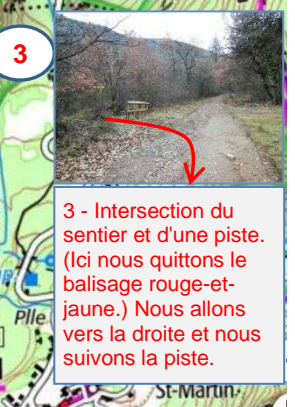 3
3 - Intersection du
sentier et d'une piste.
(Ici nous quittons le
balisage rouge-et-
jaune.) Nous allons
vers la droite et nous
suivons la piste.
Plle
St-Martin